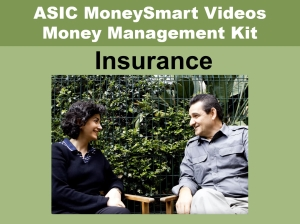 ASIC MoneySmart Videos
Money Management Kit
Insurance